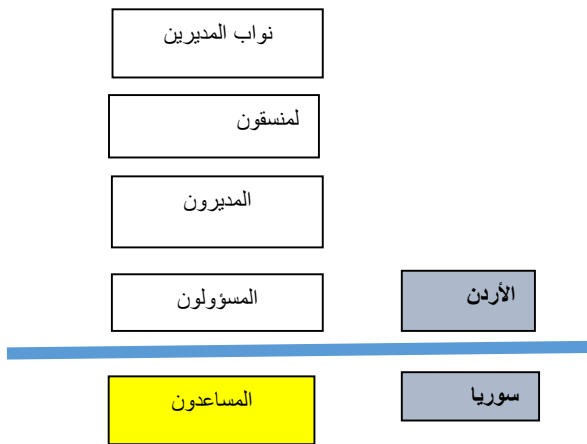 نواب المديرين
لمنسقون
المديرون
المسؤولون
الأردن
المساعدون
سوريا